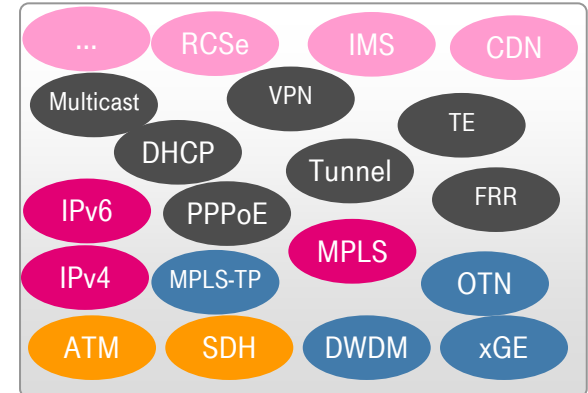 ...
RCSe
IMS
CDN
Multicast
VPN
TE
DHCP
Tunnel
FRR
IPv6
PPPoE
MPLS
IPv4
MPLS-TP
OTN
ATM
SDH
DWDM
xGE